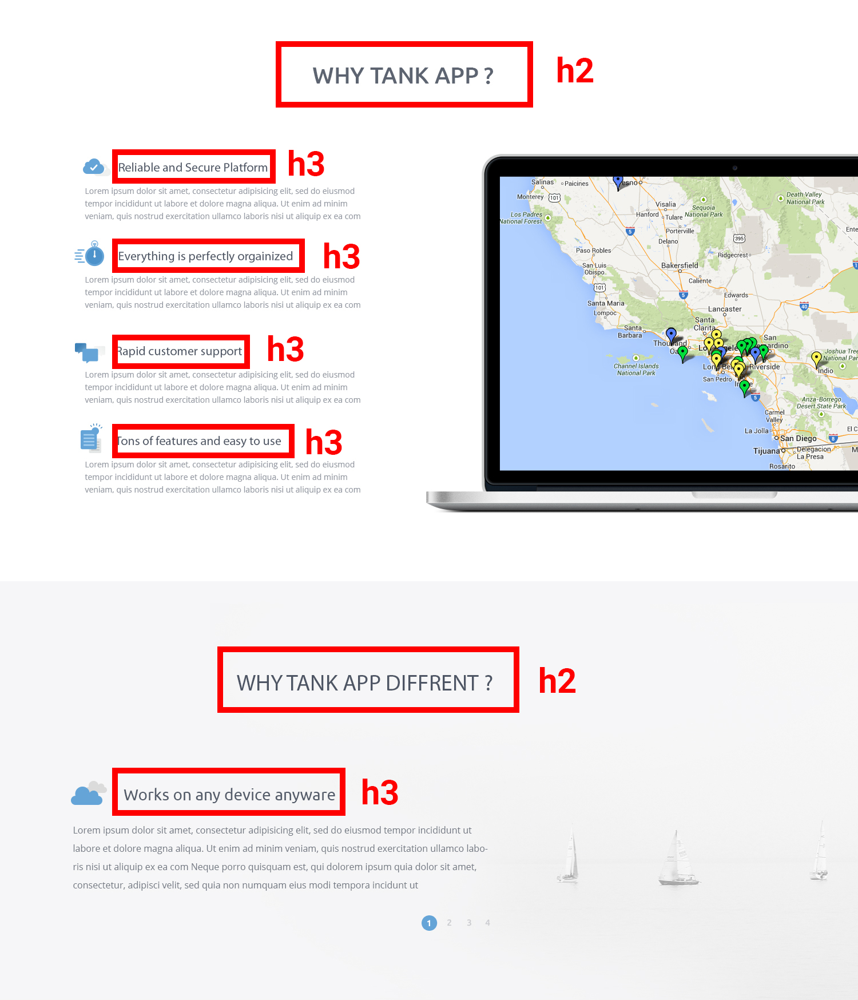 WHY TANK APP ?
h2
Reliable and Secure Platform
h3
Lorem ipsum dolor sit amet, consectetur adipisicing elit, sed do eiusmod
tempor incididunt ut labore et dolore magna aliqua. Ut enim ad minim
veniam, quis nostrud exercitation ullamco laboris nisi ut aliquip ex ea com
Everything is perfectly orgainized
h3
Lorem ipsum dolor sit amet, consectetur adipisicing elit, sed do eiusmod
tempor incididunt ut labore et dolore magna aliqua. Ut enim ad minim
veniam, quis nostrud exercitation ullamco laboris nisi ut aliquip ex ea com
Rapid customer support
h3
Lorem ipsum dolor sit amet, consectetur adipisicing elit, sed do eiusmod
tempor incididunt ut labore et dolore magna aliqua. Ut enim ad minim
veniam, quis nostrud exercitation ullamco laboris nisi ut aliquip ex ea com
Tons of features and easy to use
h3
Lorem ipsum dolor sit amet, consectetur adipisicing elit, sed do eiusmod
tempor incididunt ut labore et dolore magna aliqua. Ut enim ad minim
veniam, quis nostrud exercitation ullamco laboris nisi ut aliquip ex ea com
Salinas
Paicines
Monterey
101
Death Valley
National Park
Visalia
Sequoia
National Park
Hanford
Tulare
Los Padres
National Forest
5
Porterville
395
Delano
Paso Robles
Ridgecrest
San Luis
Obispo
Bakersfield
Caliente
101
5
Edwards
Santa Maria
Lancaster
40
Lompoc
Santa
Clarita
Santa
Barbara
San
Joshua Tree
Channel Islands
National Park
Riverside
Indio
San Pedro
5
Anza-Borrego
Desert State Park
Carmel
Valley
La Jolla
San Diego
8
Tijuana
Delegacion
La Presa
Rosarito
WHY TANK APP DIFFRENT ?
h2
Works on any device anyware
h3
Lorem ipsum dolor sit amet, consectetur adipisicing elit, sed do eiusmod tempor incididunt ut
labore et dolore magna aliqua. Ut enim ad minim veniam, quis nostrud exercitation ullamco labo-
ris nisi ut aliquip ex ea com Neque porro quisquam est, qui dolorem ipsum quia dolor sit amet,
consectetur, adipisci velit, sed quia non numquam eius modi tempora incidunt ut
1 2 3 4